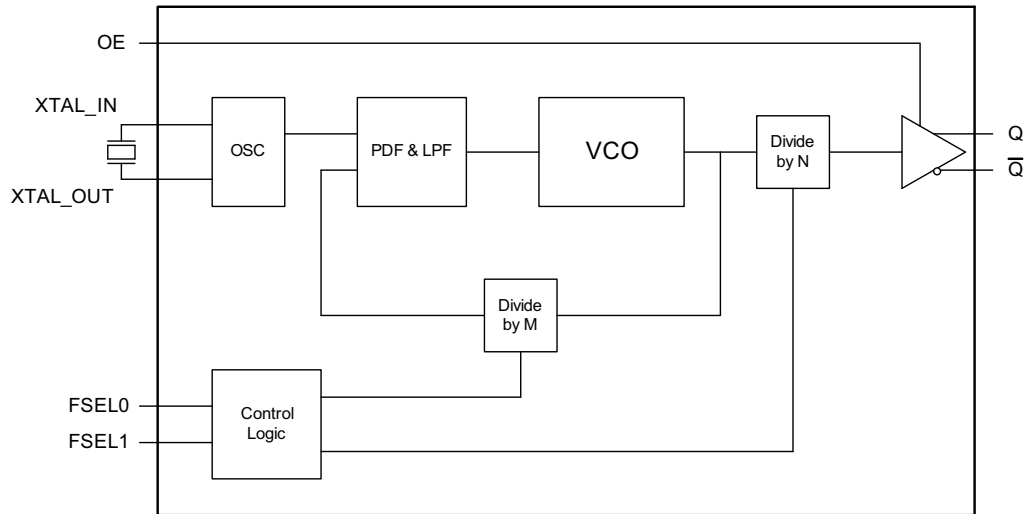 OE
XTAL_IN
XTAL_OUT
OSC
PDF & LPF
VCO
Divide
by N
Q
Q̅
Divide
by M
FSEL0
FSEL1
Control
Logic